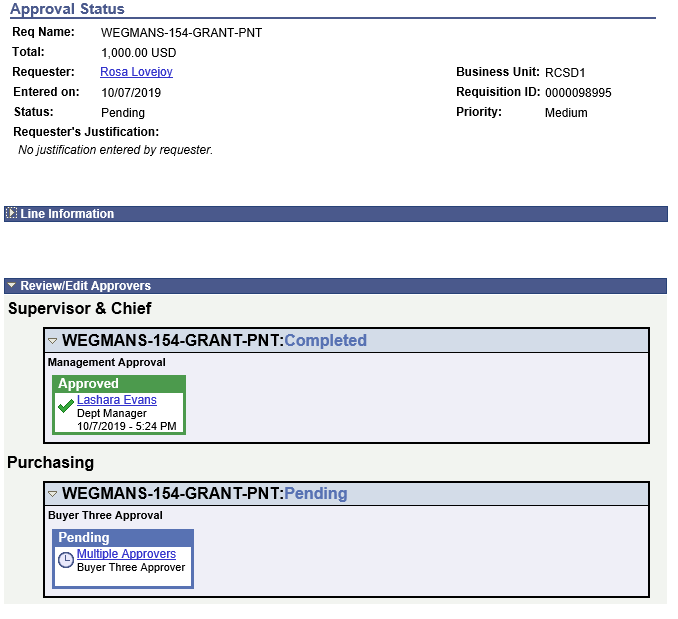 Approval Status
Req Name: WEGMANS-154-GRANT-PNT
Total: 1,000.00 USD
Requester: Rosa Lovejoy Business Unit: RCSD1
Entered on: 10/07/2019 Requisition ID: 0000098995
Status: Pending Priority: Medium
Requester's Justification:
No justification entered by requester.
Line Information
Review/Edit Approvers
Supervisor & Chief
WEGMANS-154-GRANT-PNT:Completed
Management Approval
Approved
Lashara Evans
Dept Manager
10/7/2019 - 5:24 PM
Purchasing
WEGMANS-154-GRANT-PNT:Pending
Buyer Three Approval
Pending
Multiple Approvers
Buyer Three Approver